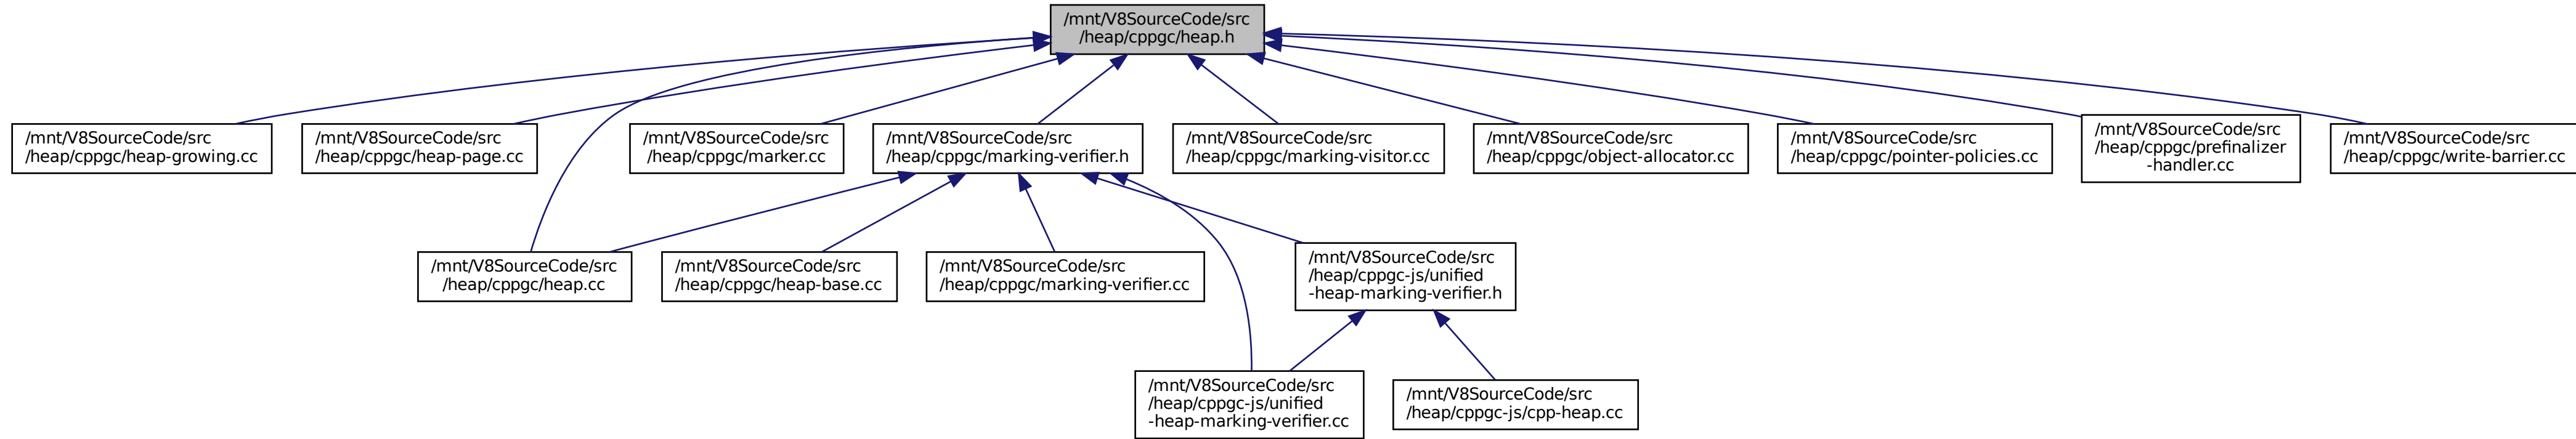 /mnt/V8SourceCode/src
/heap/cppgc/heap.h
/mnt/V8SourceCode/src
/heap/cppgc/heap-growing.cc
/mnt/V8SourceCode/src
/heap/cppgc/heap-page.cc
/mnt/V8SourceCode/src
/heap/cppgc/marker.cc
/mnt/V8SourceCode/src
/heap/cppgc/marking-verifier.h
/mnt/V8SourceCode/src
/heap/cppgc/marking-visitor.cc
/mnt/V8SourceCode/src
/heap/cppgc/object-allocator.cc
/mnt/V8SourceCode/src
/heap/cppgc/pointer-policies.cc
/mnt/V8SourceCode/src
/heap/cppgc/prefinalizer
-handler.cc
/mnt/V8SourceCode/src
/heap/cppgc/write-barrier.cc
/mnt/V8SourceCode/src
/heap/cppgc/heap.cc
/mnt/V8SourceCode/src
/heap/cppgc/heap-base.cc
/mnt/V8SourceCode/src
/heap/cppgc/marking-verifier.cc
/mnt/V8SourceCode/src
/heap/cppgc-js/unified
-heap-marking-verifier.h
/mnt/V8SourceCode/src
/heap/cppgc-js/unified
-heap-marking-verifier.cc
/mnt/V8SourceCode/src
/heap/cppgc-js/cpp-heap.cc